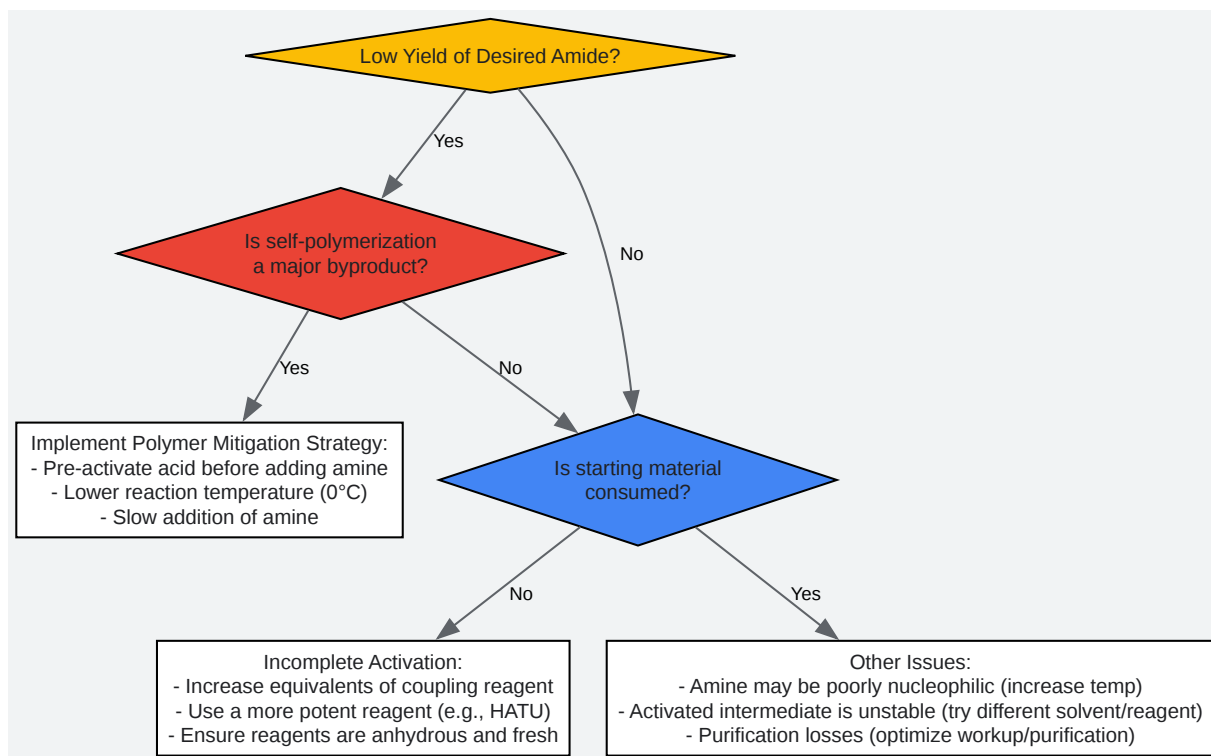 Low Yield of Desired Amide?
Yes
Is self-polymerization
a major byproduct?
No
Yes
No
Implement Polymer Mitigation Strategy:
- Pre-activate acid before adding amine
- Lower reaction temperature (0°C)
- Slow addition of amine
Is starting material
consumed?
No
Yes
Incomplete Activation:
- Increase equivalents of coupling reagent
- Use a more potent reagent (e.g., HATU)
- Ensure reagents are anhydrous and fresh
Other Issues:
- Amine may be poorly nucleophilic (increase temp)
- Activated intermediate is unstable (try different solvent/reagent)
- Purification losses (optimize workup/purification)